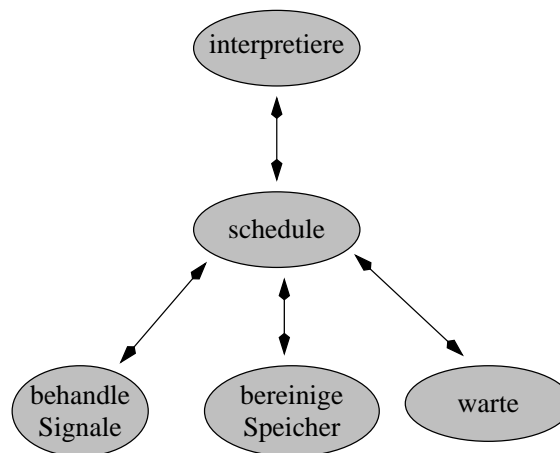 interpretiere
schedule
behandle
Signale
bereinige
Speicher
warte